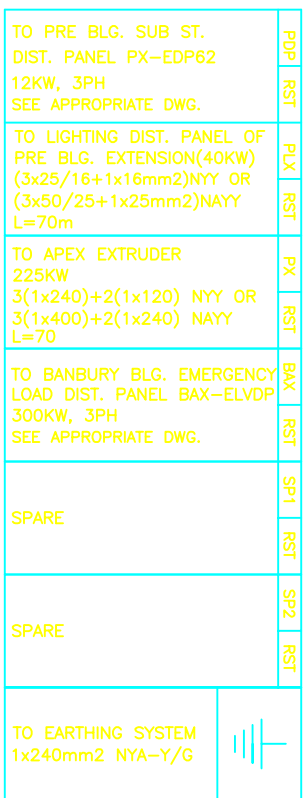 TO PRE BLG. SUB ST.
DIST. PANEL PX-EDP62
12KW, 3PH
SEE APPROPRIATE DWG.
PDP
RST
TO LIGHTING DIST. PANEL OF
PRE BLG. EXTENSION(40KW)
(3x25/16+1x16mm2)NYY OR
(3x50/25+1x25mm2)NAYY
L=70m
PLX
RST
TO APEX EXTRUDER
225KW
3(1x240)+2(1x120) NYY OR
3(1x400)+2(1x240) NAYY
L=70
PX
RST
TO BANBURY BLG. EMERGENCY
LOAD DIST. PANEL BAX-ELVDP
300KW, 3PH
SEE APPROPRIATE DWG.
BAX
RST
SPARE
SP1
RST
SPARE
SP2
RST
TO EARTHING SYSTEM
1x240mm2 NYA-Y/G